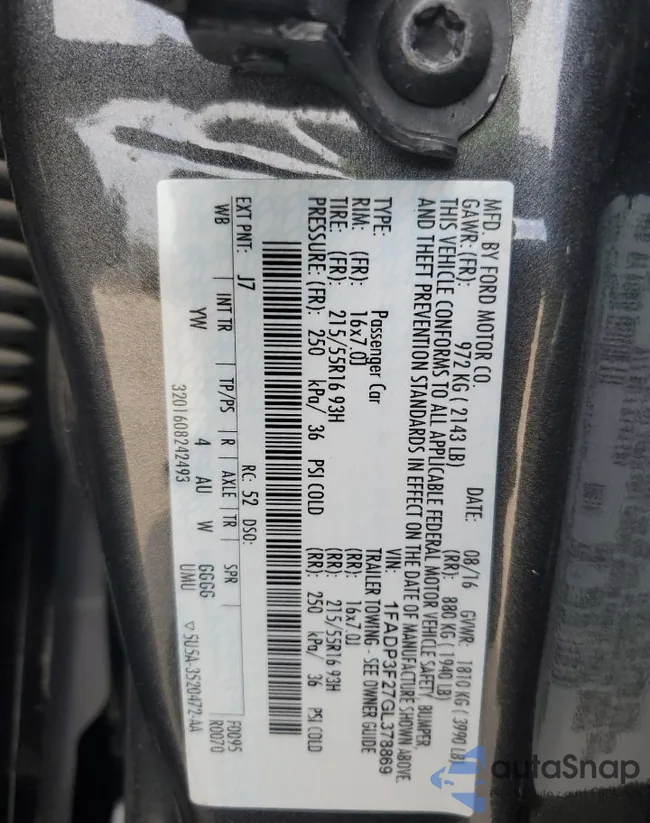 MFD. BY FORD MOTOR CO. DATE: 08/16 GVWR: 1810 KG ( 3990 LB)
GAWR: (FR): 972 KG ( 2143 LB) (RR): 880 KG ( 1940 LB)
THIS VEHICLE CONFORMS TO ALL APPLICABLE FEDERAL MOTOR VEHICLE SAFETY, BUMPER,
AND THEFT PREVENTION STANDARDS IN EFFECT ON THE DATE OF MANUFACTURE SHOWN ABOVE.
VIN: 1FADP3F27GL378869
TYPE: Passenger Car TRAILER TOWING - SEE OWNER GUIDE
RIM: (FR): 16x7.0J (RR): 16x7.0J
TIRE: (FR): 215/55R16 93H (RR): 215/55R16 93H
PRESSURE: (FR): 250 kPa/ 36 PSI COLD (RR): 250 kPa/ 36 PSI COLD
EXT PNT: J7 RC: 52 DSO: F0095
WB INT TR TP/PS R AXLE TR SPR R0070
YW 4 AU W GGGG
UMU
3201608242493 ▽5U5A-3520472-AA
autoSnap